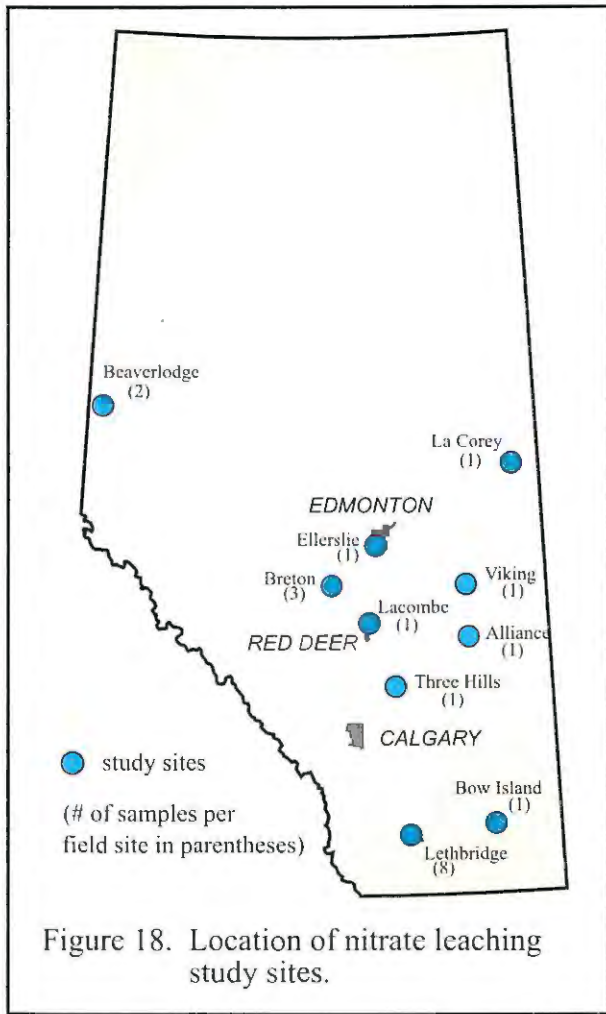 Beaverlodge
(2)
La Corey
(1)
EDMONTON
Ellerslie
(1)
Breton
(3)
Viking
(1)
Lacombe
(1)
RED DEER
Alliance
(1)
Three Hills
(1)
CALGARY
study sites
(# of samples per
field site in parentheses)
Bow Island
(1)
Lethbridge
(8)
Figure 18. Location of nitrate leaching
study sites.